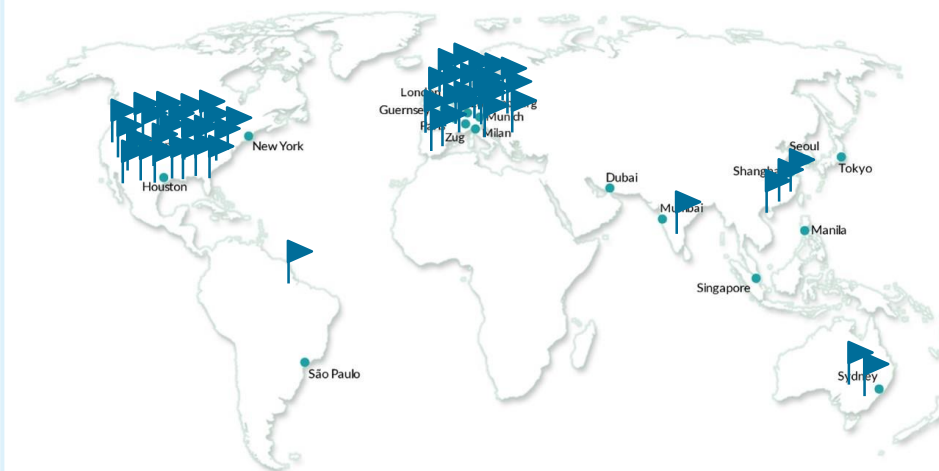 London
Guernsey
Munich
Zug
Milan
New York
Houston
Dubai
Mumbai
Seoul
Shanghai
Tokyo
Manila
Singapore
São Paulo
Sydney